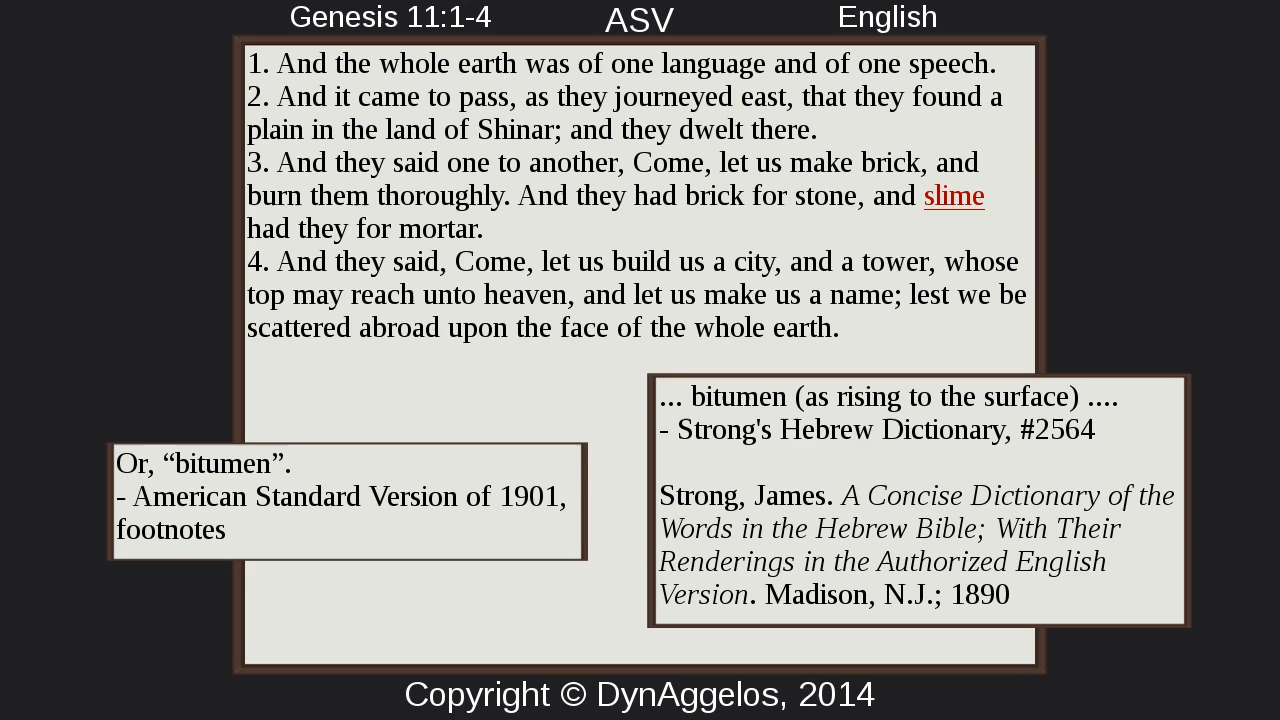 Genesis 11:1-4 ASV English
1. And the whole earth was of one language and of one speech.
2. And it came to pass, as they journeyed east, that they found a
plain in the land of Shinar; and they dwelt there.
3. And they said one to another, Come, let us make brick, and
burn them thoroughly. And they had brick for stone, and slime
had they for mortar.
4. And they said, Come, let us build us a city, and a tower, whose
top may reach unto heaven, and let us make us a name; lest we be
scattered abroad upon the face of the whole earth.
Or, “bitumen”.
- American Standard Version of 1901,
footnotes
... bitumen (as rising to the surface) ....
- Strong's Hebrew Dictionary, #2564
Strong, James. A Concise Dictionary of the
Words in the Hebrew Bible; With Their
Renderings in the Authorized English
Version. Madison, N.J.; 1890
Copyright © DynAggelos, 2014